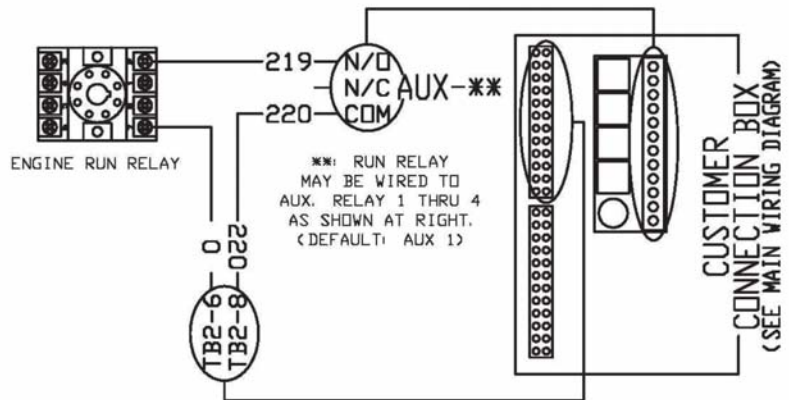 219
N/O
N/C
AUX-**
220
COM
ENGINE RUN RELAY
**: RUN RELAY
MAY BE WIRED TO
AUX. RELAY 1 THRU 4
AS SHOWN AT RIGHT.
(DEFAULT: AUX 1)
0
220
TB2-6
TB2-8
CUSTOMER
CONNECTION BOX
(SEE MAIN WIRING DIAGRAM)